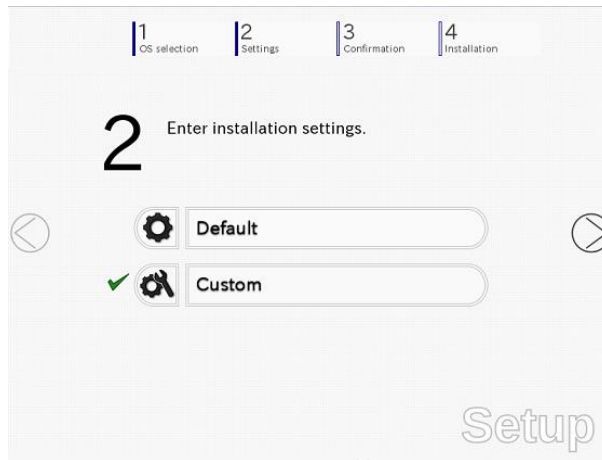 1
OS selection
2
Settings
3
Confirmation
4
Installation
2
Enter installation settings.
Default
Custom
Setup